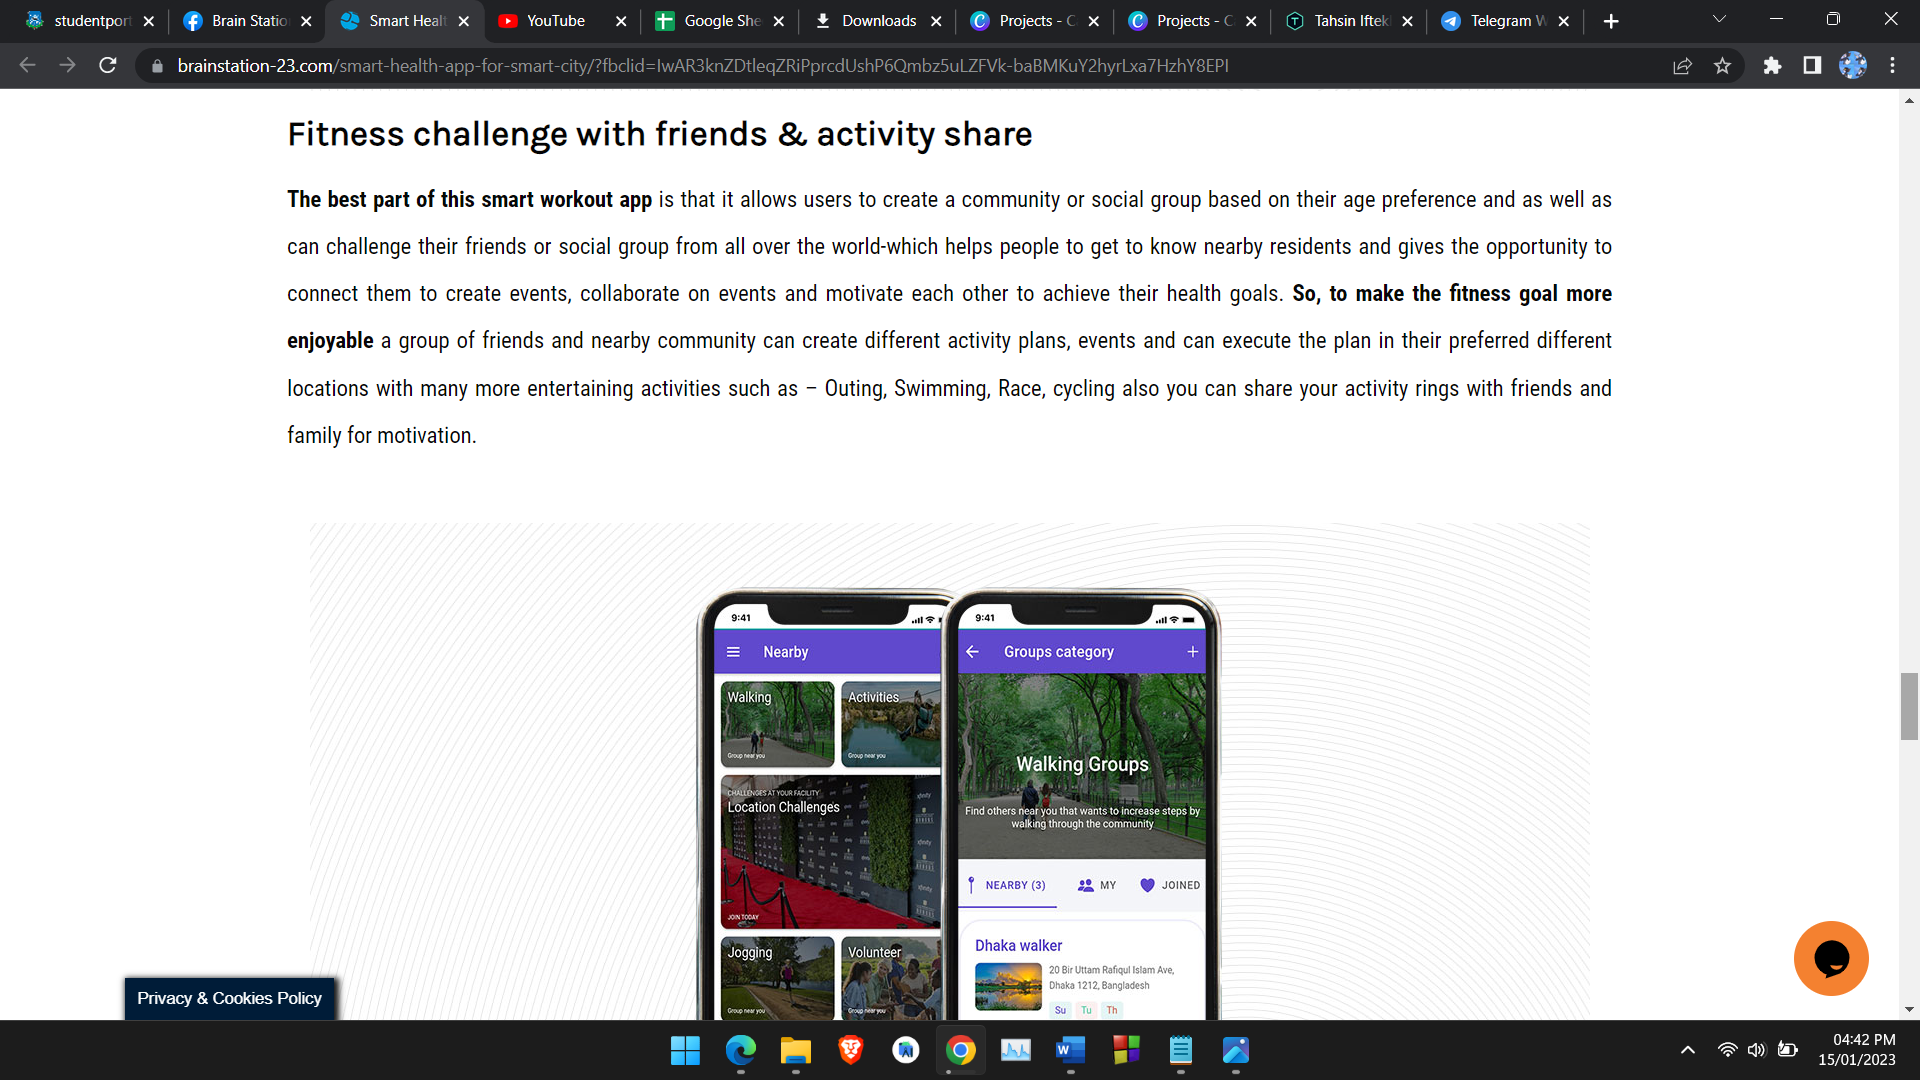 studentport
Brain Statio
Smart Healt
YouTube
Google She
Downloads
Projects - C
Projects - C
Tahsin Iftek
Telegram W
brainstation-23.com/smart-health-app-for-smart-city/?fbclid=IwAR3knZDtleqZRiPprcdUshP6Qmbz5uLZFVk-baBMKuY2hyrLxa7HzhY8EPI
Fitness challenge with friends & activity share
The best part of this smart workout app is that it allows users to create a community or social group based on their age preference and as well as
can challenge their friends or social group from all over the world-which helps people to get to know nearby residents and gives the opportunity to
connect them to create events, collaborate on events and motivate each other to achieve their health goals. So, to make the fitness goal more
enjoyable a group of friends and nearby community can create different activity plans, events and can execute the plan in their preferred different
locations with many more entertaining activities such as – Outing, Swimming, Race, cycling also you can share your activity rings with friends and
family for motivation.
9:41
Nearby
Walking
Group near you
Activities
Group near you
CHALLENGES AT YOUR FACILITY
Location Challenges
JOIN TODAY
Jogging
Group near you
Volunteer
Group near you
9:41
Groups category
Walking Groups
Find others near you that wants to increase steps by
walking through the community
NEARBY (3)
MY
JOINED
Dhaka walker
20 Bir Uttam Rafiqul Islam Ave,
Dhaka 1212, Bangladesh
Su Tu Th
Privacy & Cookies Policy
04:42 PM
15/01/2023